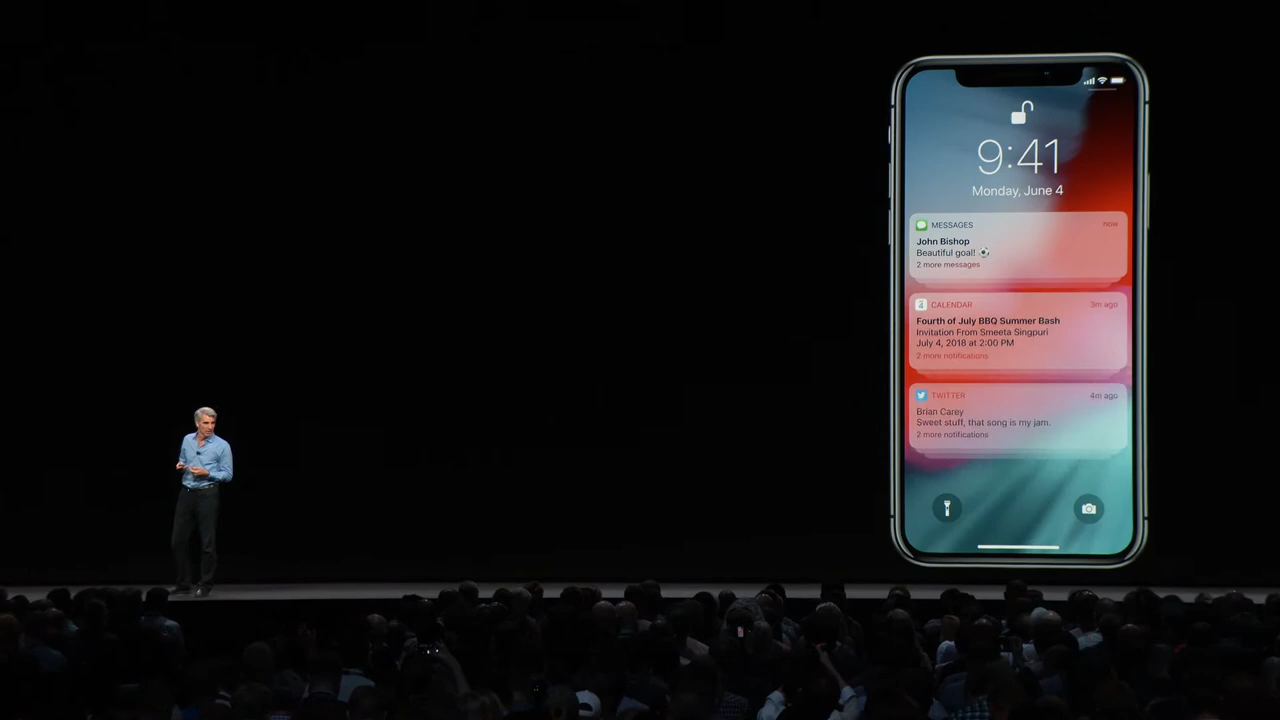 9:41
Monday, June 4
MESSAGES now
John Bishop
Beautiful goal! ⚽
2 more messages
4 CALENDAR 3m ago
Fourth of July BBQ Summer Bash
Invitation From Smeeta Singpuri
July 4, 2018 at 2:00 PM
2 more notifications
TWITTER 4m ago
Brian Carey
Sweet stuff, that song is my jam.
2 more notifications